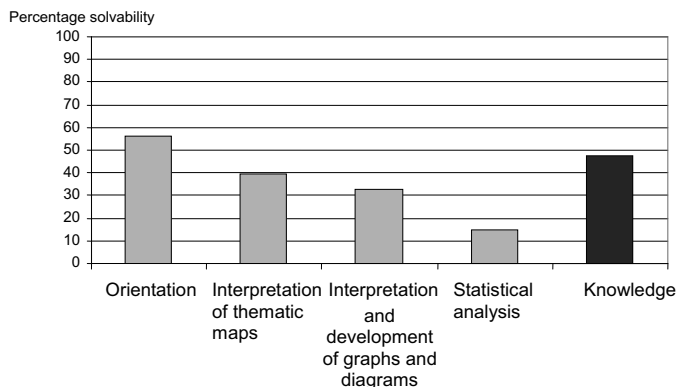 Percentage solvability
100
90
80
70
60
50
40
30
20
10
0
Orientation
Interpretation
of thematic
maps
Interpretation
and
development
of graphs and
diagrams
Statistical
analysis
Knowledge